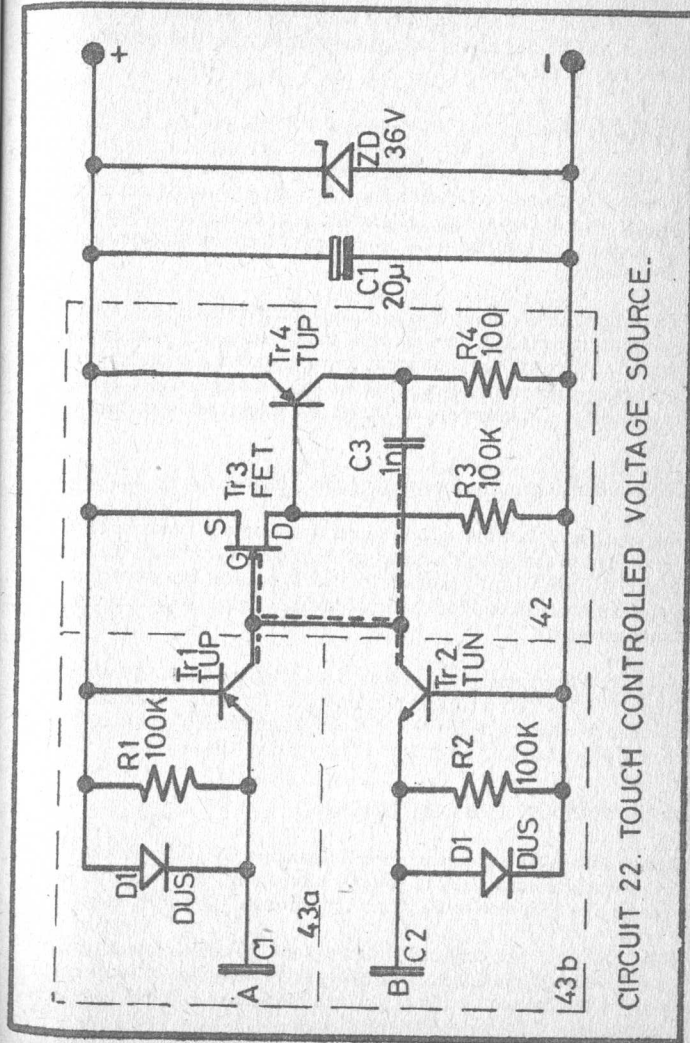 +
−
ZD
36V
C1
20µ
Tr4
TUP
R4
100
Tr3
FET
S
G
D
C3
1n
R3
100K
42
Tr1
TUP
Tr2
TUN
R1
100K
R2
100K
D1
DUS
D1
DUS
43a
43b
A
C1
B
C2
CIRCUIT 22. TOUCH CONTROLLED VOLTAGE SOURCE.